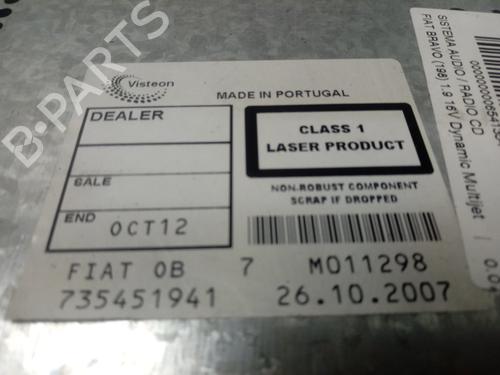 Visteon
MADE IN PORTUGAL
DEALER
SALE
END OCT12
CLASS 1
LASER PRODUCT
NON-ROBUST COMPONENT
SCRAP IF DROPPED
FIAT 0B 7 M011298
735451941 26.10.2007
SISTEMA AUDIO / RADIO CD
FIAT BRAVO (198) 1.9 16V Dynamic Multijet
B-PARTS